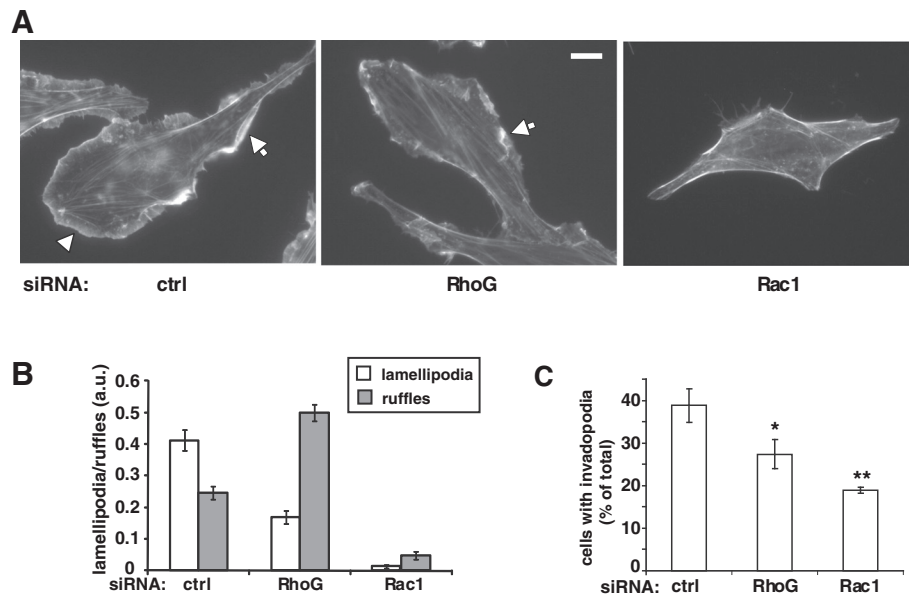 A
siRNA: ctrl RhoG Rac1
B
lamellipodia/ruffles (a.u.)
0.6
0.5
0.4
0.3
0.2
0.1
0
lamellipodia
ruffles
siRNA: ctrl RhoG Rac1
C
cells with invadopodia
(% of total)
40
30
20
10
0
*
**
siRNA: ctrl RhoG Rac1